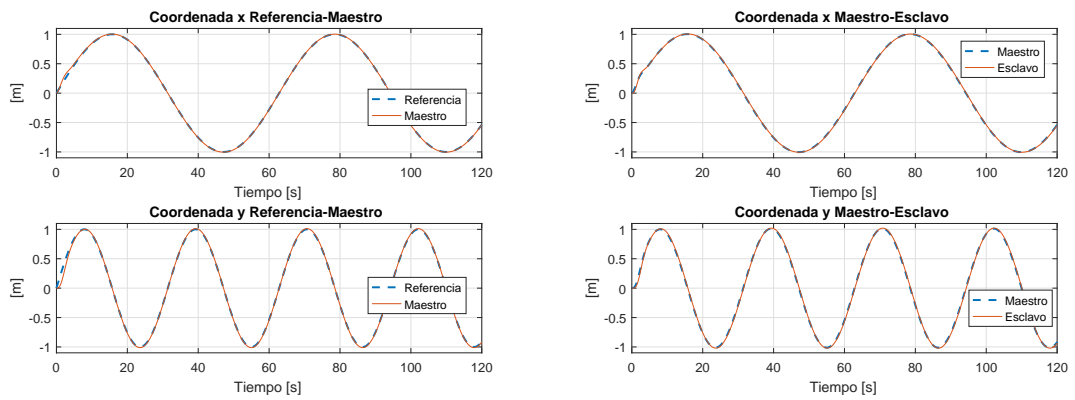 Coordenada x Referencia-Maestro
1
0.5
0
-0.5
-1
[m]
Referencia
Maestro
0 20 40 60 80 100 120
Tiempo [s]
Coordenada x Maestro-Esclavo
1
0.5
0
-0.5
-1
[m]
Maestro
Esclavo
0 20 40 60 80 100 120
Tiempo [s]
Coordenada y Referencia-Maestro
1
0.5
0
-0.5
-1
[m]
Referencia
Maestro
0 20 40 60 80 100 120
Tiempo [s]
Coordenada y Maestro-Esclavo
1
0.5
0
-0.5
-1
[m]
Maestro
Esclavo
0 20 40 60 80 100 120
Tiempo [s]